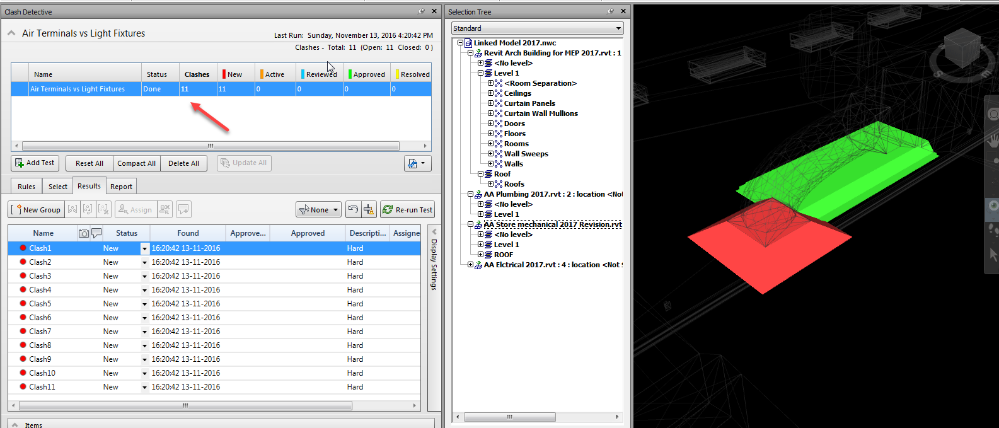 Clash Detective
Air Terminals vs Light Fixtures
Last Run: Sunday, November 13, 2016 4:20:42 PM
Clashes - Total: 11 (Open: 11 Closed: 0 )
Name Status Clashes New Active Reviewed Approved Resolved
Air Terminals vs Light Fixtures Done 11 11 0 0 0 0
Add Test Reset All Compact All Delete All Update All
Rules Select Results Report
New Group Assign None Re-run Test
Name Status Found Approve... Approved Descripti... Assigne
Clash1 New 16:20:42 13-11-2016 Hard
Clash2 New 16:20:42 13-11-2016 Hard
Clash3 New 16:20:42 13-11-2016 Hard
Clash4 New 16:20:42 13-11-2016 Hard
Clash5 New 16:20:42 13-11-2016 Hard
Clash6 New 16:20:42 13-11-2016 Hard
Clash7 New 16:20:42 13-11-2016 Hard
Clash8 New 16:20:42 13-11-2016 Hard
Clash9 New 16:20:42 13-11-2016 Hard
Clash10 New 16:20:42 13-11-2016 Hard
Clash11 New 16:20:42 13-11-2016 Hard
Display Settings
Items
Selection Tree
Standard
Linked Model 2017.nwc
Revit Arch Building for MEP 2017.rvt : 1
<No level>
Level 1
<Room Separation>
Ceilings
Curtain Panels
Curtain Wall Mullions
Doors
Floors
Rooms
Wall Sweeps
Walls
Roof
Roofs
AA Plumbing 2017.rvt : 2 : location <Not
<No level>
Level 1
AA Store mechanical 2017 Revision.rvt
<No level>
Level 1
ROOF
AA Elctrical 2017.rvt : 4 : location <Not S
S E